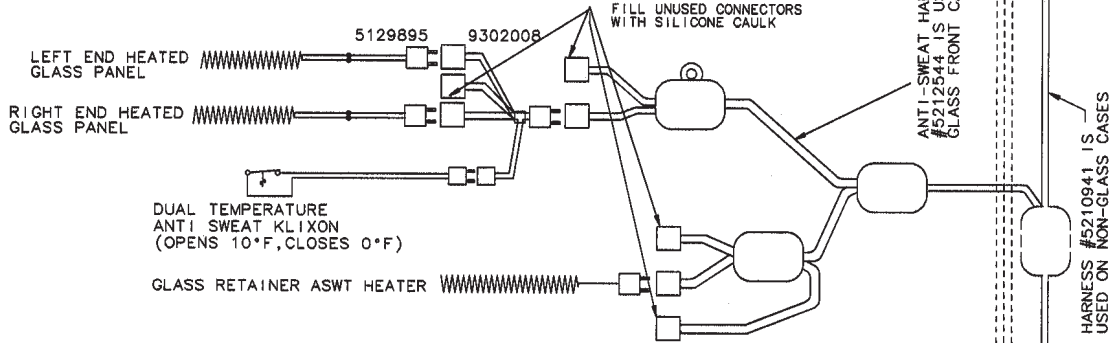 FILL UNUSED CONNECTORS
WITH SILICONE CAULK
5129895 9302008
LEFT END HEATED
GLASS PANEL
RIGHT END HEATED
GLASS PANEL
DUAL TEMPERATURE
ANTI SWEAT KLIXON
(OPENS 10°F,CLOSES 0°F)
GLASS RETAINER ASWT HEATER
ANTI-SWEAT
#5212544 IS
GLASS FRONT
HARNESS #5210941 IS
USED ON NON-GLASS CASES